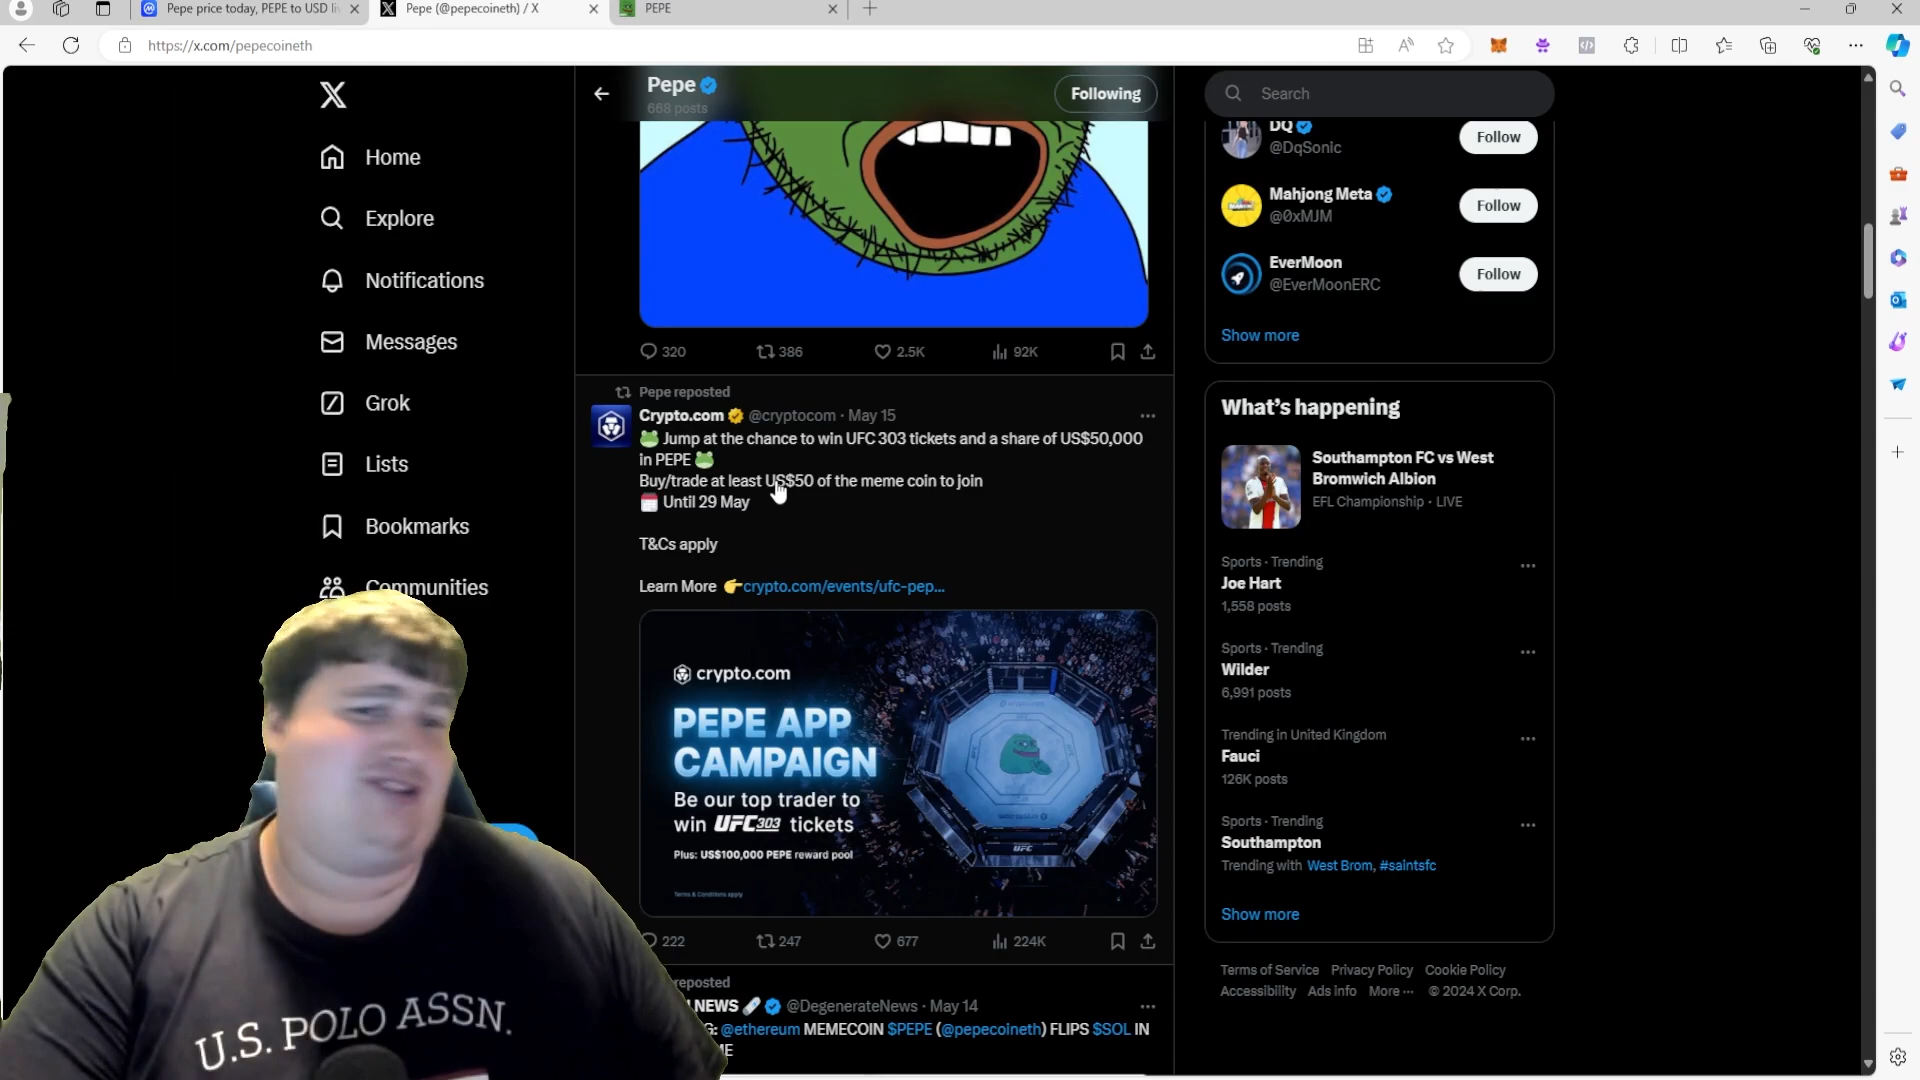 Pepe price today, PEPE to USD li
Pepe (@pepecoineth) / X
PEPE
https://x.com/pepecoineth
Pepe
668 posts
Following
Search
Home
Explore
Notifications
Messages
Grok
Lists
Bookmarks
Communities
320
386
2.5K
92K
Pepe reposted
Crypto.com @cryptocom · May 15
Jump at the chance to win UFC 303 tickets and a share of US$50,000
in PEPE
Buy/trade at least US$50 of the meme coin to join
Until 29 May
T&Cs apply
Learn More crypto.com/events/ufc-pep...
crypto.com
PEPE APP
CAMPAIGN
Be our top trader to
win UFC303 tickets
Plus: US$100,000 PEPE reward pool
Terms & Conditions apply
UFC
222
247
677
224K
reposted
NEWS @DegenerateNews · May 14
G: @ethereum MEMECOIN $PEPE (@pepecoineth) FLIPS $SOL IN
ME
DQ
@DqSonic
Follow
Mahjong Meta
@0xMJM
Follow
EverMoon
@EverMoonERC
Follow
Show more
What's happening
Southampton FC vs West
Bromwich Albion
EFL Championship · LIVE
Sports · Trending
Joe Hart
1,558 posts
Sports · Trending
Wilder
6,991 posts
Trending in United Kingdom
Fauci
126K posts
Sports · Trending
Southampton
Trending with West Brom, #saintsfc
Show more
Terms of Service Privacy Policy Cookie Policy
Accessibility Ads info More ··· © 2024 X Corp.
U.S. POLO ASSN.